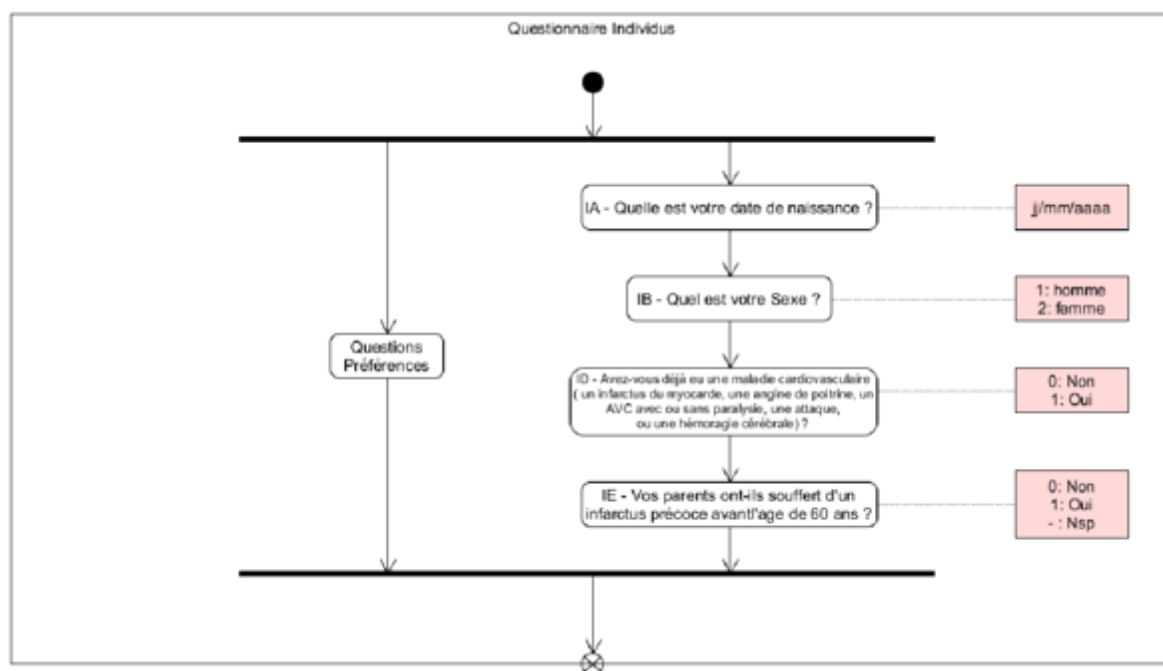 Questionnaire Individus
IA - Quelle est votre date de naissance ?
jj/mm/aaaa
IB - Quel est votre Sexe ?
1: homme
2: femme
Questions
Préférences
ID - Avez-vous déjà eu une maladie cardiovasculaire
( un infarctus du myocarde, une angine de poitrine, un
AVC avec ou sans paralysie, une attaque,
ou une hémoragie cérébrale) ?
0: Non
1: Oui
IE - Vos parents ont-ils souffert d'un
infarctus précoce avantl'age de 60 ans ?
0: Non
1: Oui
- : Nsp